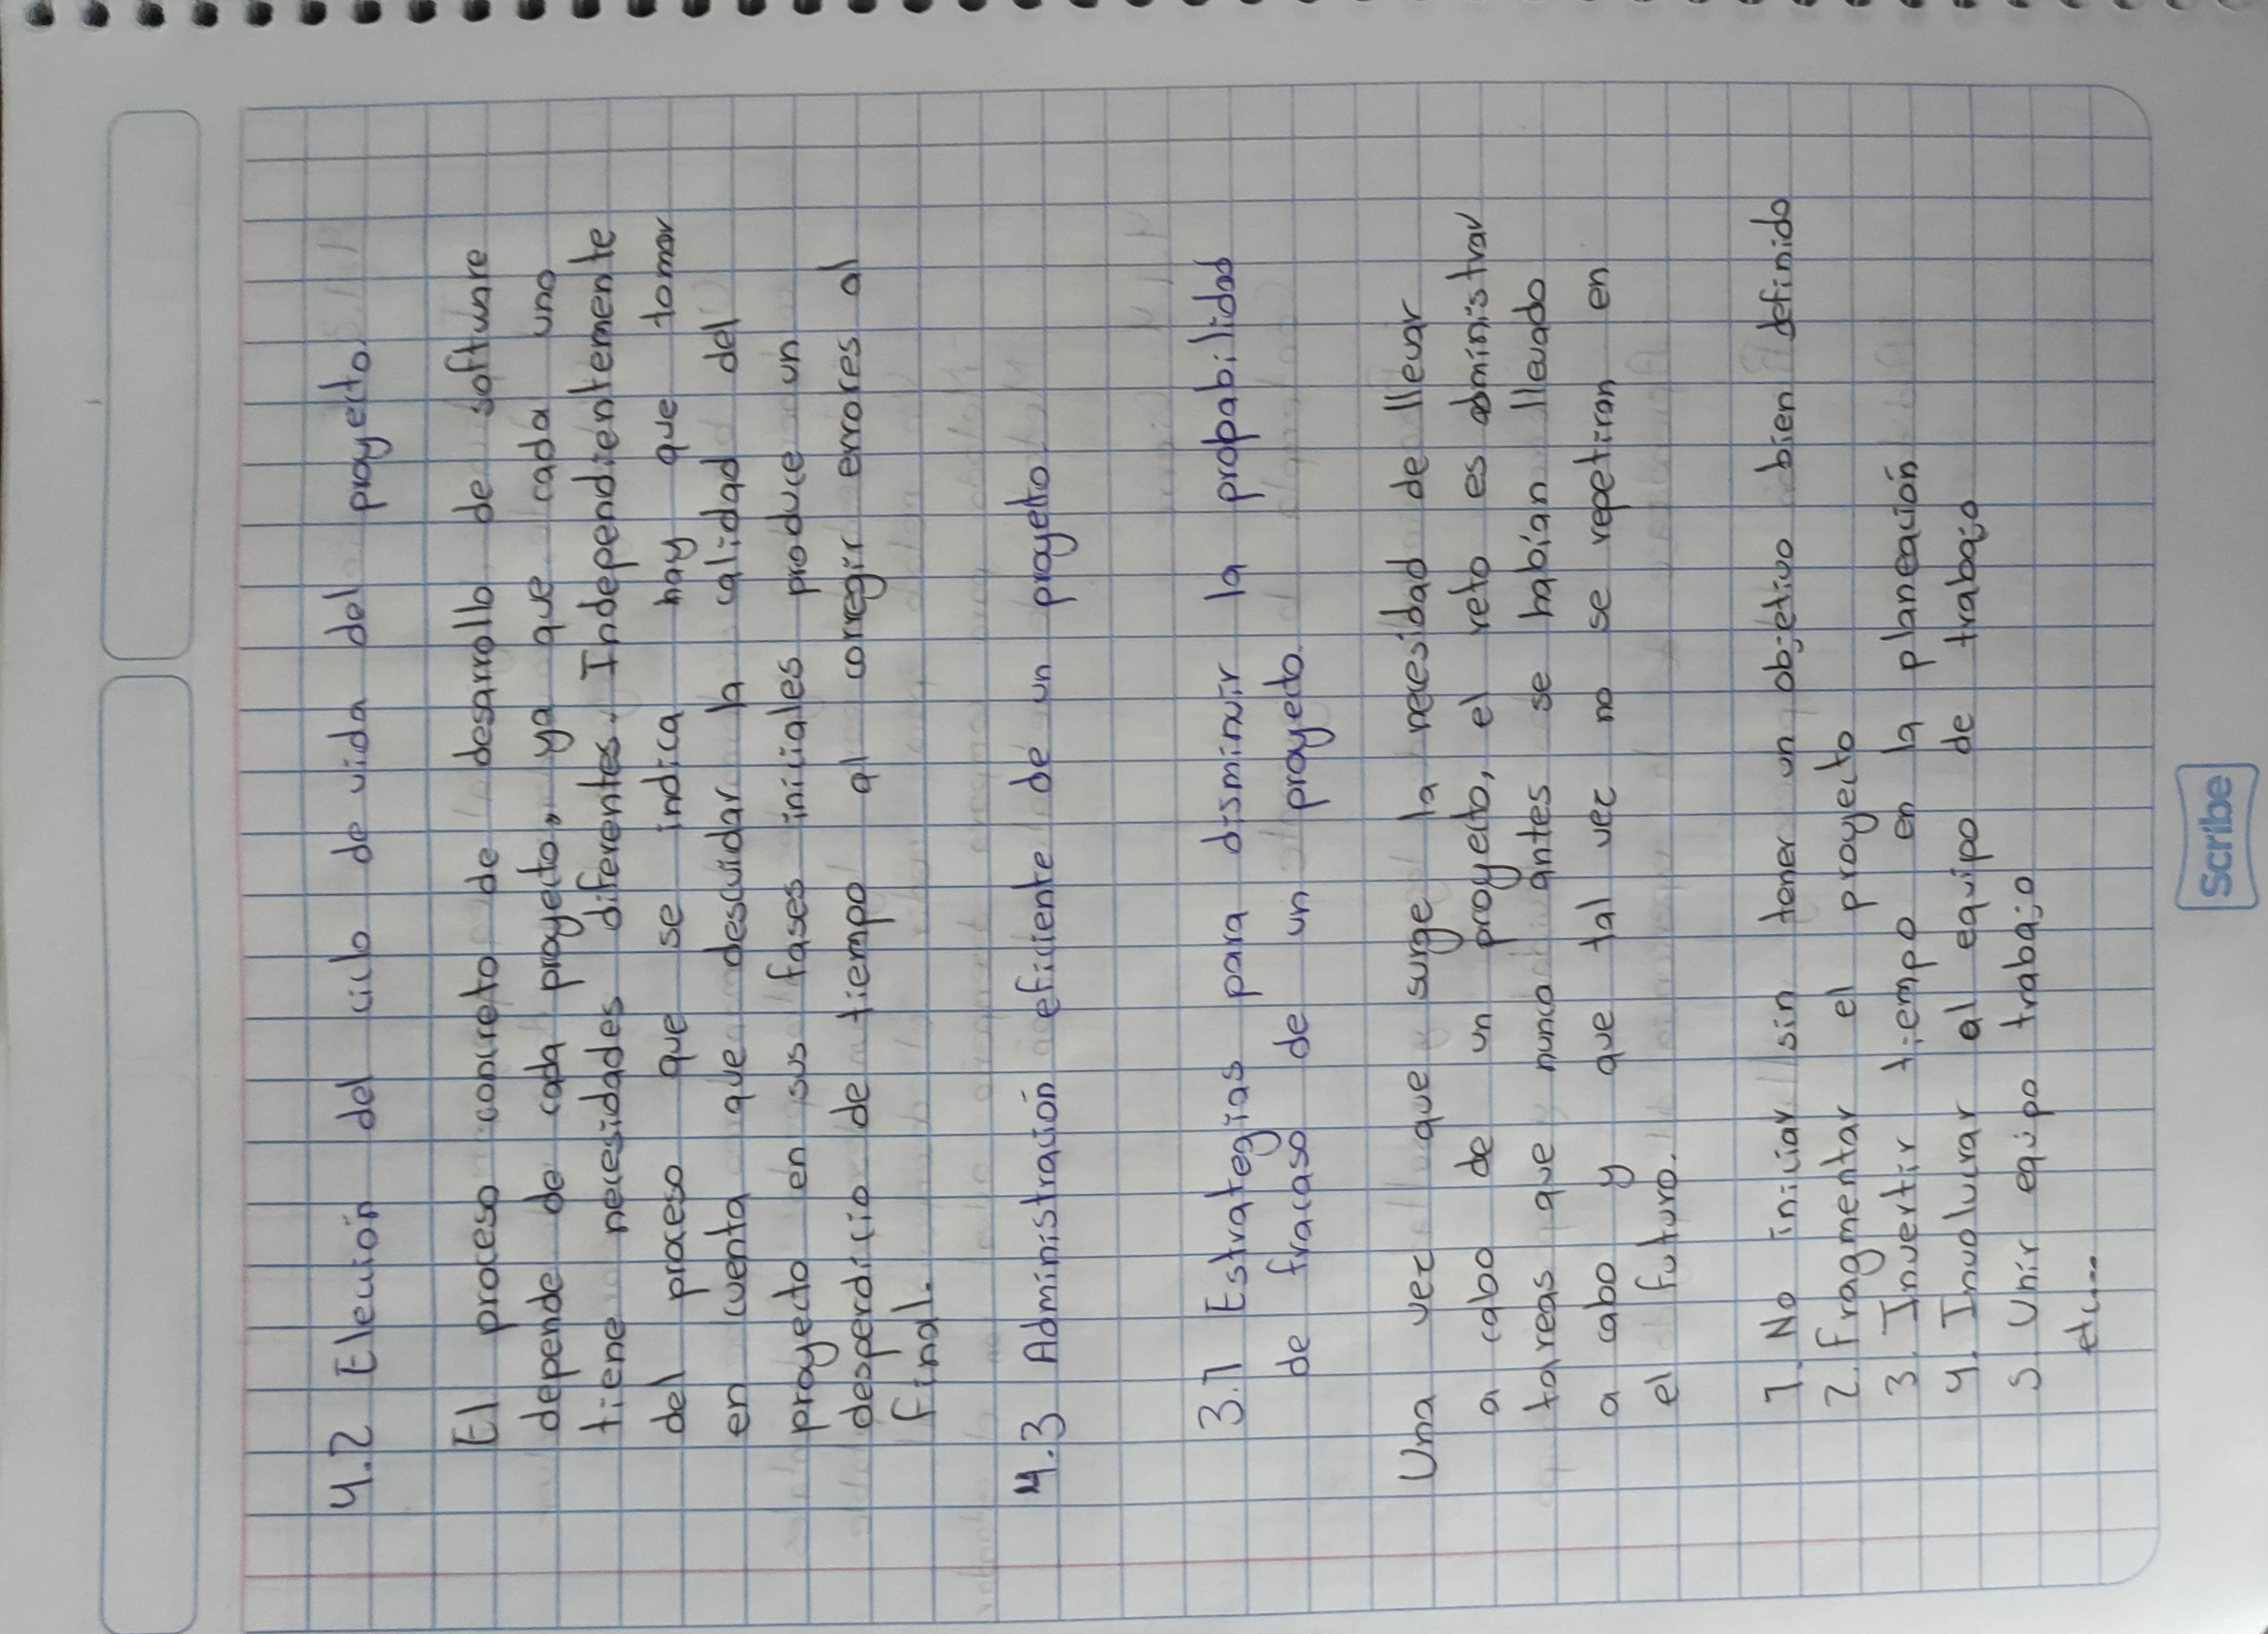 4.2 Elección del ciclo de vida del proyecto.
El proceso concreto de desarrollo de software
depende de cada proyecto, ya que cada uno
tiene necesidades diferentes. Independientemente
del proceso que se indica hay que tomar
en cuenta que descuidar la calidad del
proyecto en sus fases iniciales produce un
desperdicio de tiempo al corregir errores al
final.
4.3 Administración eficiente de un proyecto
3.1 Estrategias para disminuir la probabilidad
de fracaso de un proyecto.
Una vez que surge la necesidad de llevar
a cabo de un proyecto, el reto es administrar
tareas que nunca antes se habían llevado
a cabo y que tal vez no se repetiran en
el futuro.
1. No iniciar sin tener un objetivo bien definido
2. Fragmentar el proyecto
3. Invertir tiempo en la planeación
4. Involucrar al equipo de trabajo
5 Unir equipo trabajo
etc...
Scribe